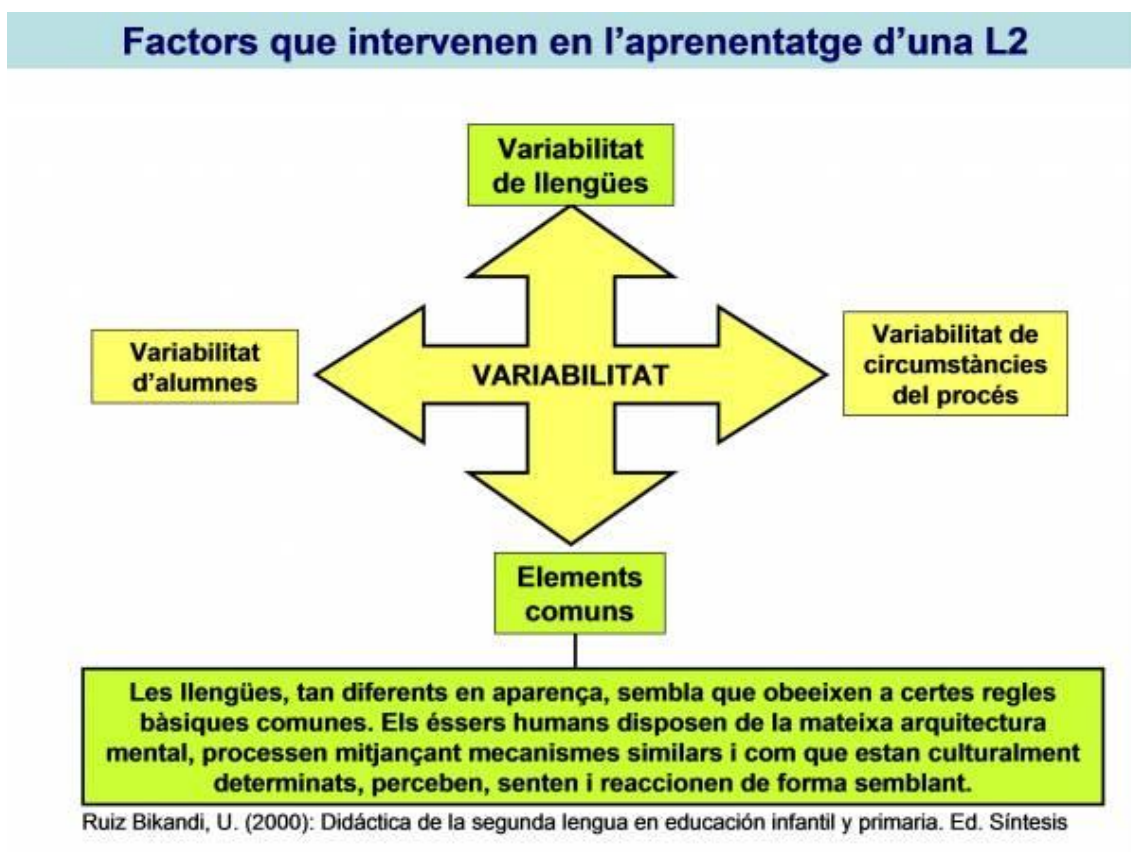 Factors que intervenen en l'aprenentatge d'una L2
Variabilitat
de llengües
Variabilitat
d'alumnes
VARIABILITAT
Variabilitat de
circumstàncies
del procés
Elements
comuns
Les llengües, tan diferents en aparença, sembla que obeeixen a certes regles
bàsiques comunes. Els éssers humans disposen de la mateixa arquitectura
mental, processen mitjançant mecanismes similars i com que estan culturalment
determinats, perceben, senten i reaccionen de forma semblant.
Ruiz Bikandi, U. (2000): Didáctica de la segunda lengua en educación infantil y primaria. Ed. Síntesis